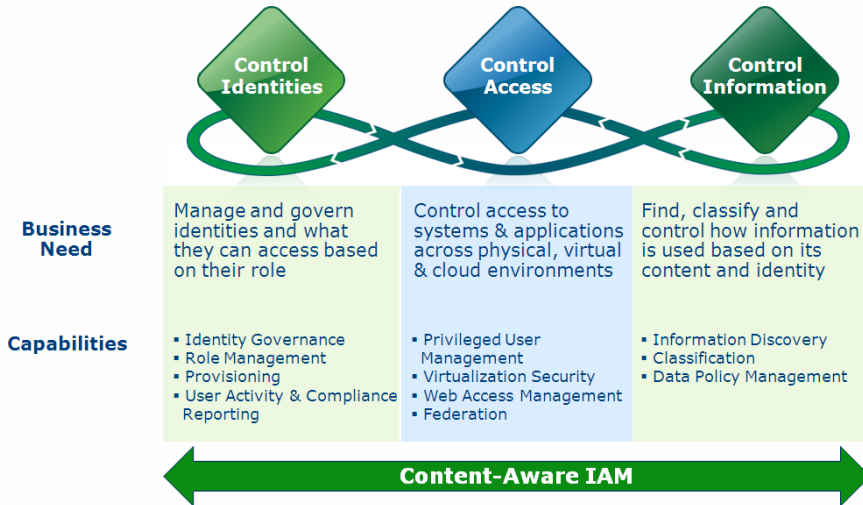 Control
Identities
Control
Access
Control
Information
Business
Need
Manage and govern
identities and what
they can access based
on their role
Control access to
systems & applications
across physical, virtual
& cloud environments
Find, classify and
control how information
is used based on its
content and identity
Capabilities
▪ Identity Governance
▪ Role Management
▪ Provisioning
▪ User Activity & Compliance
Reporting
▪ Privileged User
Management
▪ Virtualization Security
▪ Web Access Management
▪ Federation
▪ Information Discovery
▪ Classification
▪ Data Policy Management
Content-Aware IAM